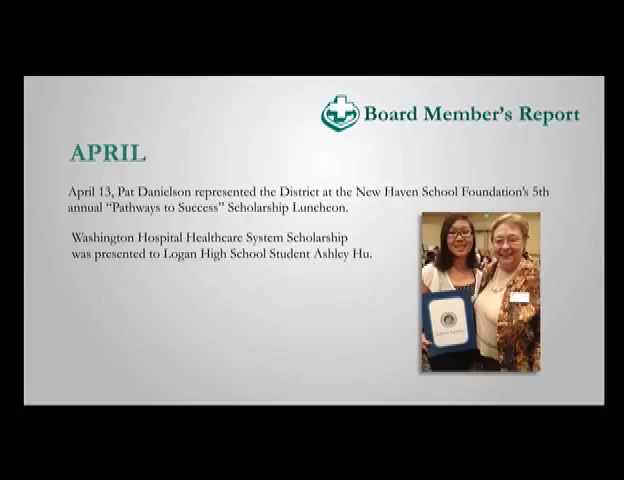 Board Member's Report
APRIL
April 13, Pat Danielson represented the District at the New Haven School Foundation's 5th
annual “Pathways to Success” Scholarship Luncheon.
Washington Hospital Healthcare System Scholarship
was presented to Logan High School Student Ashley Hu.